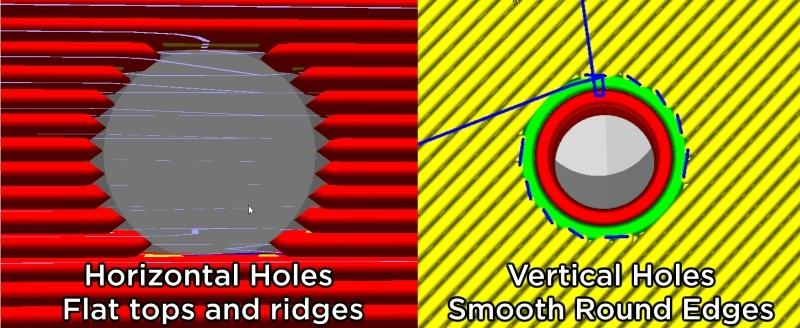 Horizontal Holes
Flat tops and ridges
Vertical Holes
Smooth Round Edges